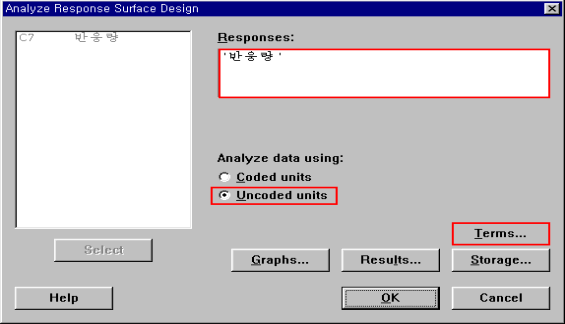 Analyze Response Surface Design
C7 반응량
Responses:
'반응량'
Analyze data using:
Coded units
Uncoded units
Terms...
Select
Graphs...
Results...
Storage...
Help
OK
Cancel